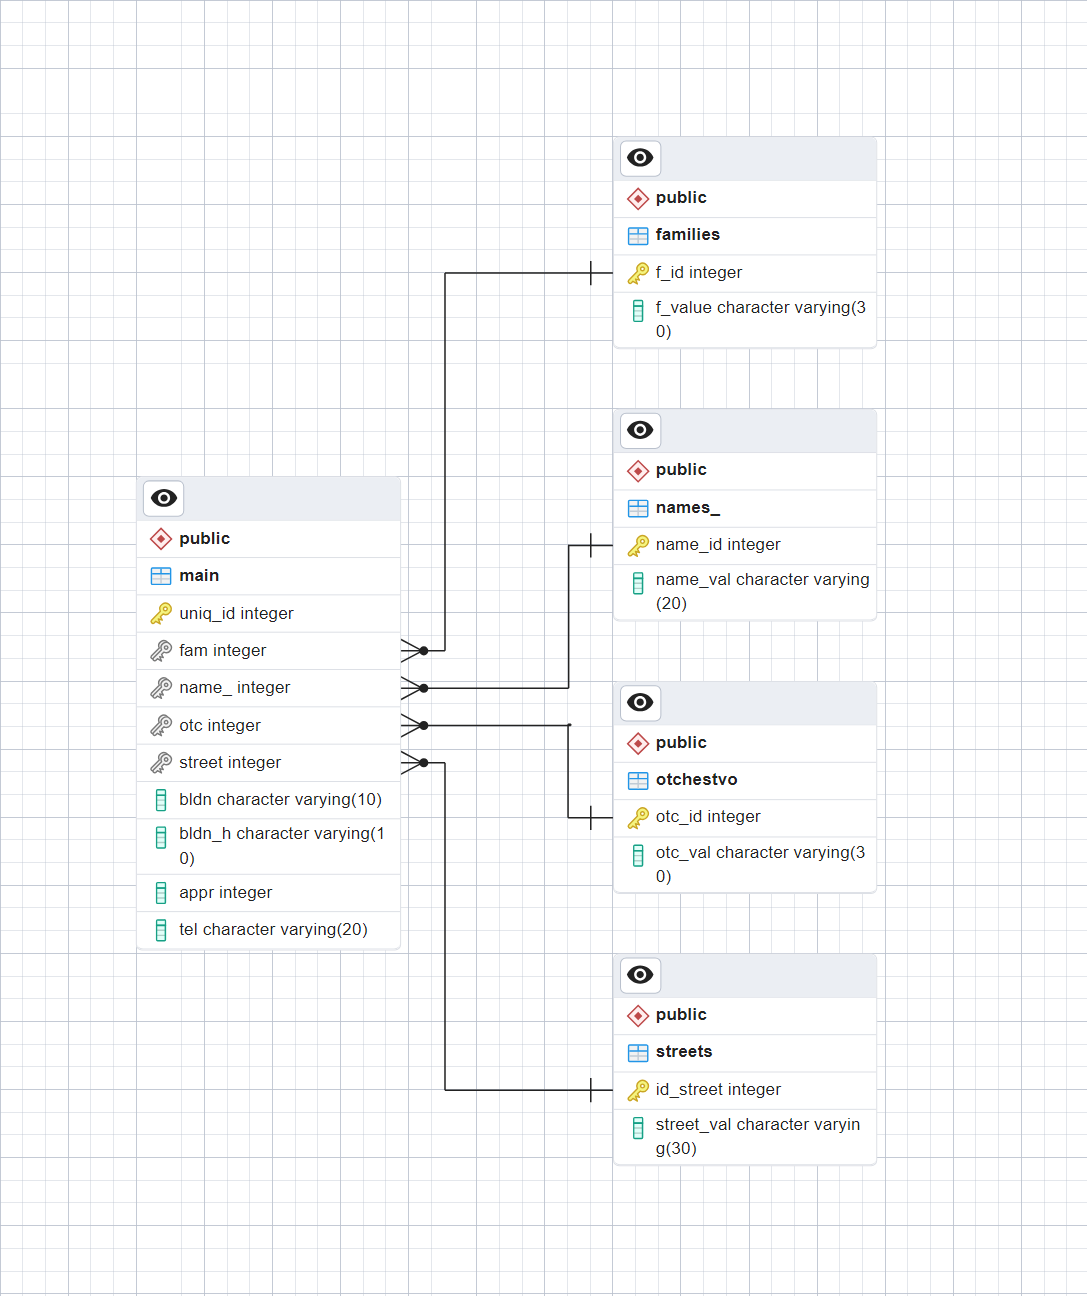 public
families
f_id integer
f_value character varying(3
0)
public
names_
name_id integer
name_val character varying
(20)
public
main
uniq_id integer
fam integer
name_ integer
otc integer
street integer
bldn character varying(10)
bldn_h character varying(1
0)
appr integer
tel character varying(20)
public
otchestvo
otc_id integer
otc_val character varying(3
0)
public
streets
id_street integer
street_val character varyin
g(30)